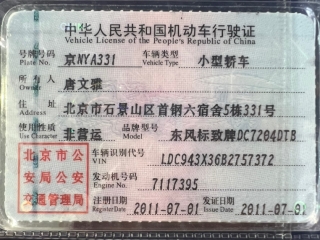 中华人民共和国机动车行驶证
Vehicle License of the People's Republic of China
号牌号码 京NYA331 车辆类型 小型轿车
Plate No. Vehicle Type
所有人 唐文雅
Owner
住址 北京市石景山区首钢六宿舍5栋331号
Address
使用性质 非营运 品牌型号 东风标致牌DC7204DTB
Use Character Model
北京市公安局公安交通管理局
车辆识别代号 LDC943X36B2757372
VIN
发动机号码 7117395
Engine No.
注册日期 2011-07-01 发证日期 2011-07-01
Register Date Issue Date